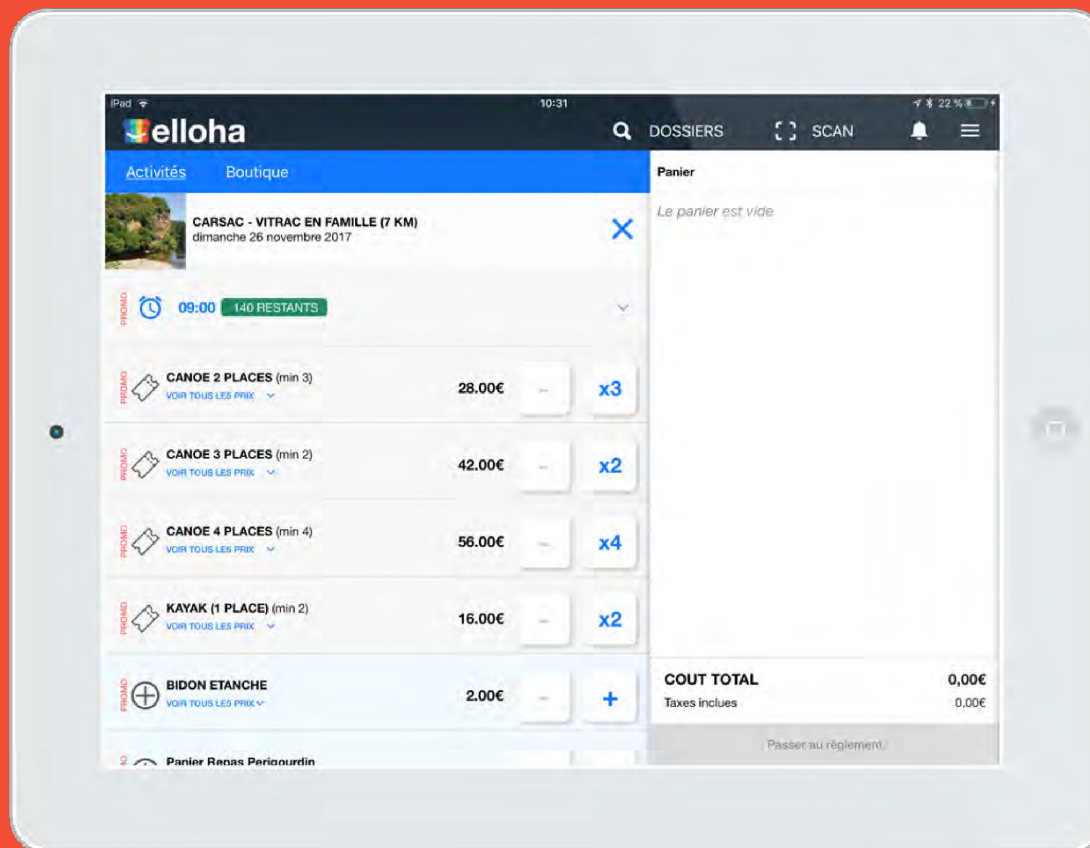 iPad 10:31 22 %
elloha DOSSIERS SCAN
Activités Boutique
CARSAC - VITRAC EN FAMILLE (7 KM)
dimanche 26 novembre 2017
PROMO 09:00 140 RESTANTS
PROMO CANOE 2 PLACES (min 3) 28.00€ - x3
VOIR TOUS LES PRIX
PROMO CANOE 3 PLACES (min 2) 42.00€ - x2
VOIR TOUS LES PRIX
PROMO CANOE 4 PLACES (min 4) 56.00€ - x4
VOIR TOUS LES PRIX
PROMO KAYAK (1 PLACE) (min 2) 16.00€ - x2
VOIR TOUS LES PRIX
PROMO BIDON ETANCHE 2.00€ - +
VOIR TOUS LES PRIX
Panier Repas Perigourdin
Panier
Le panier est vide
COUT TOTAL 0,00€
Taxes inclues 0,00€
Passer au règlement